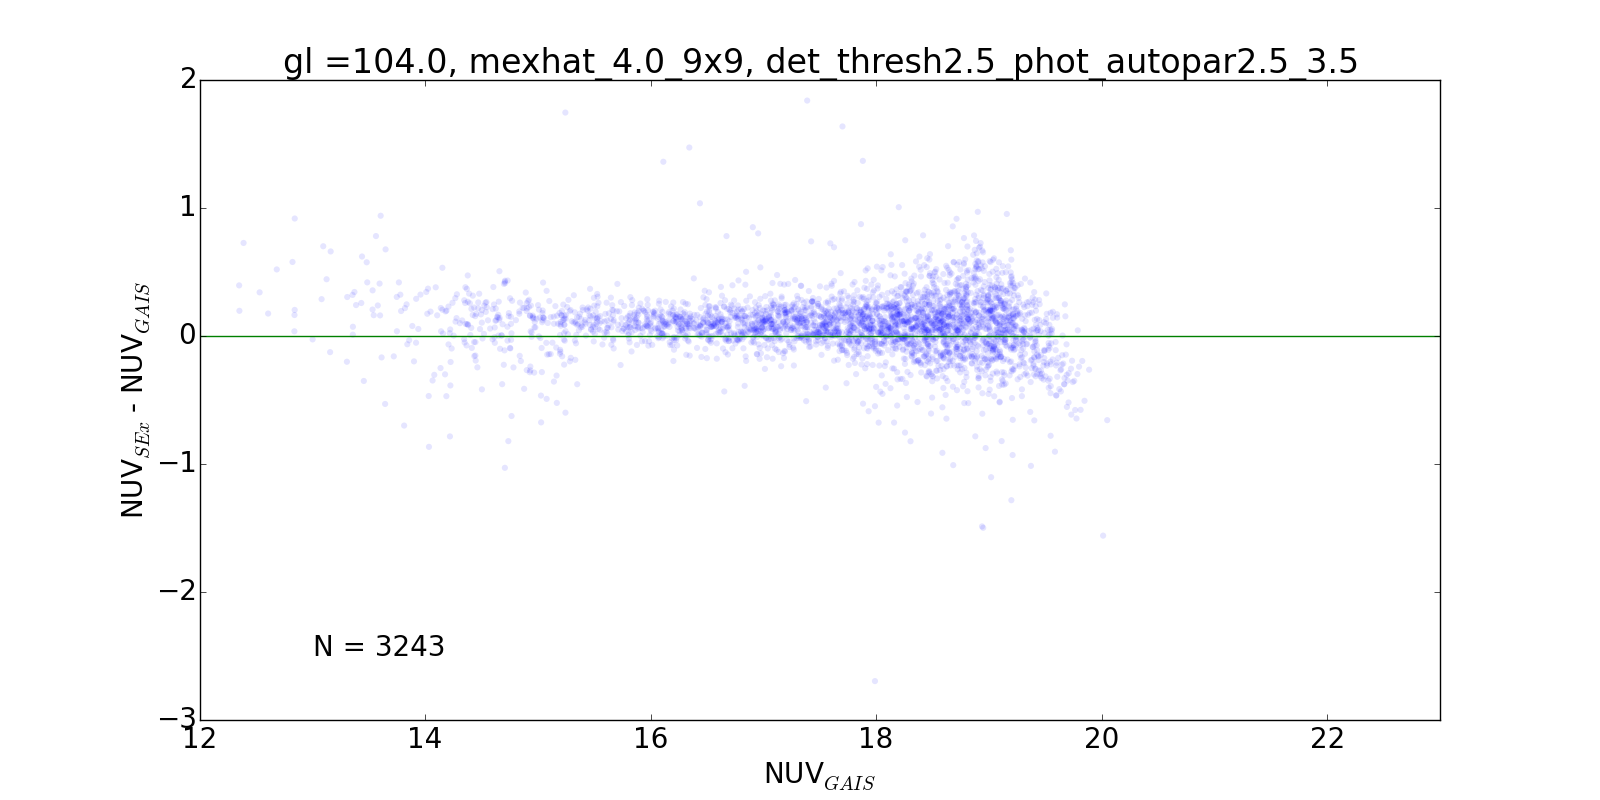 gl =104.0, mexhat_4.0_9x9, det_thresh2.5_phot_autopar2.5_3.5
2
1
0
−1
−2
−3
NUV_SEx - NUV_GAIS
N = 3243
12 14 16 18 20 22
NUV_GAIS